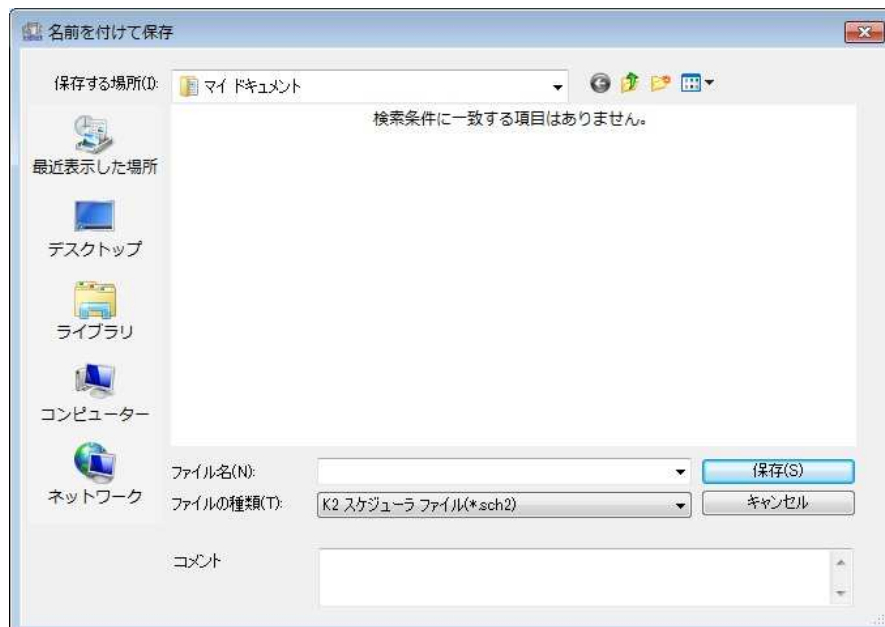 名前を付けて保存
保存する場所(I):
マイ ドキュメント
検索条件に一致する項目はありません。
最近表示した場所
デスクトップ
ライブラリ
コンピューター
ネットワーク
ファイル名(N):
保存(S)
ファイルの種類(T):
K2 スケジューラ ファイル(*.sch2)
キャンセル
コメント